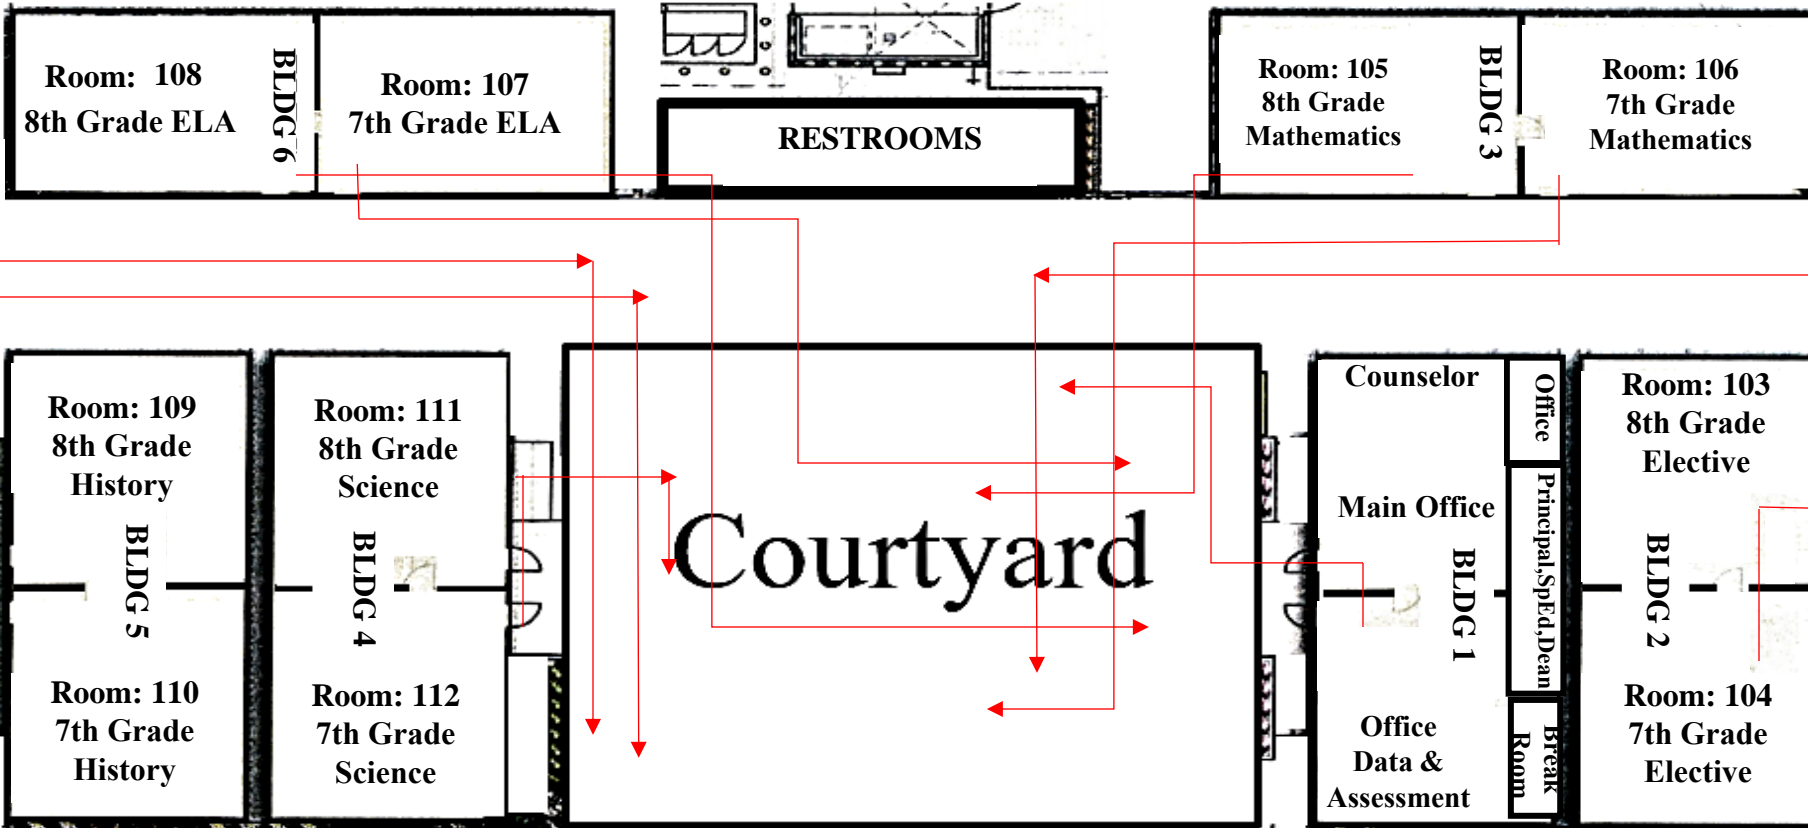 Room: 108
8th Grade ELA
BLDG 6
Room: 107
7th Grade ELA
RESTROOMS
Room: 105
8th Grade
Mathematics
BLDG 3
Room: 106
7th Grade
Mathematics
Room: 109
8th Grade
History
BLDG 5
Room: 110
7th Grade
History
Room: 111
8th Grade
Science
BLDG 4
Room: 112
7th Grade
Science
Courtyard
Counselor
Office
Main Office
Principal,SpEd,Dean
BLDG 1
Office
Data &
Assessment
Break
Room
Room: 103
8th Grade
Elective
BLDG 2
Room: 104
7th Grade
Elective